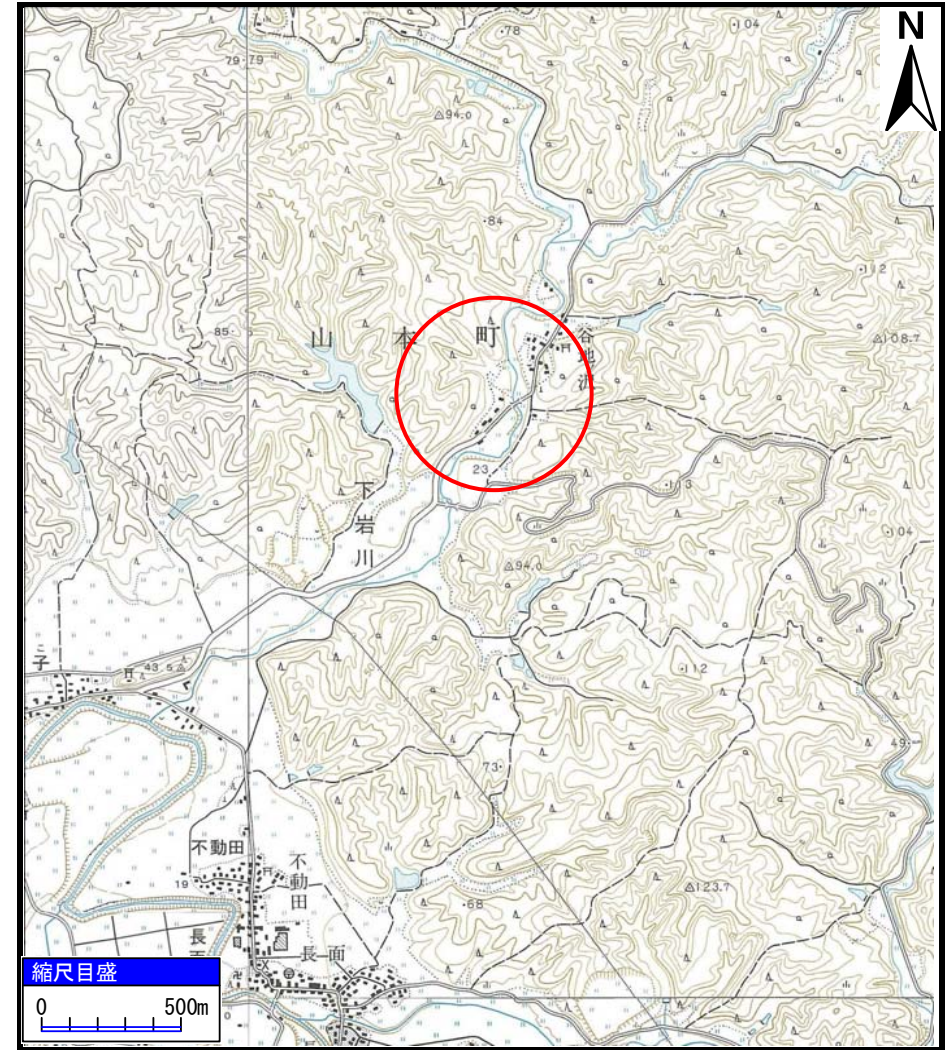 N
・78
・104
79・79
△94.0
・84
・112
山本町
谷地沢
85・
△108.7
23
・113
下岩川
・104
△94.0
子
43.5△
・112
49・
73・
不動田
不動田
19
△123.7
・68
長面
縮尺目盛
0 500m